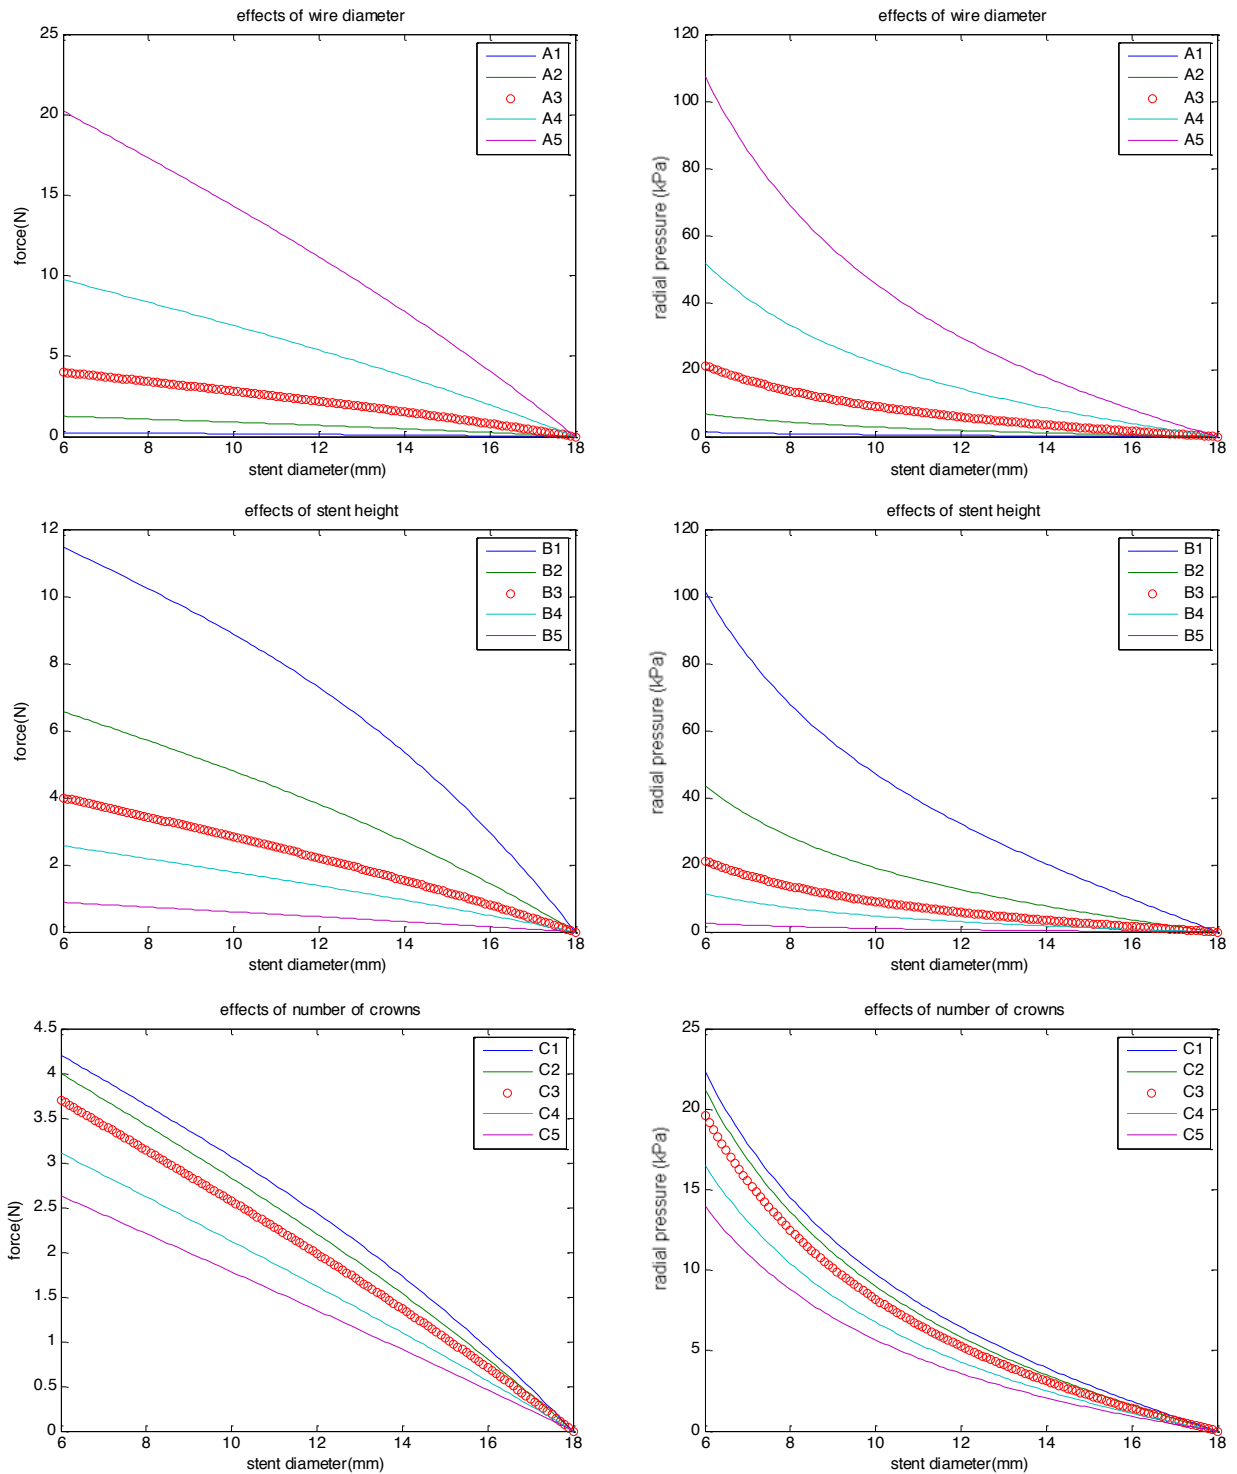 effects of wire diameter
25
20
15
10
5
0
6 8 10 12 14 16 18
force(N)
stent diameter(mm)
A1
A2
A3
A4
A5
effects of wire diameter
120
100
80
60
40
20
0
6 8 10 12 14 16 18
radial pressure (kPa)
stent diameter(mm)
A1
A2
A3
A4
A5
effects of stent height
12
10
8
6
4
2
0
6 8 10 12 14 16 18
force(N)
stent diameter(mm)
B1
B2
B3
B4
B5
effects of stent height
120
100
80
60
40
20
0
6 8 10 12 14 16 18
radial pressure (kPa)
stent diameter(mm)
B1
B2
B3
B4
B5
effects of number of crowns
4.5
4
3.5
3
2.5
2
1.5
1
0.5
0
6 8 10 12 14 16 18
force(N)
stent diameter(mm)
C1
C2
C3
C4
C5
effects of number of crowns
25
20
15
10
5
0
6 8 10 12 14 16 18
radial pressure (kPa)
stent diameter(mm)
C1
C2
C3
C4
C5